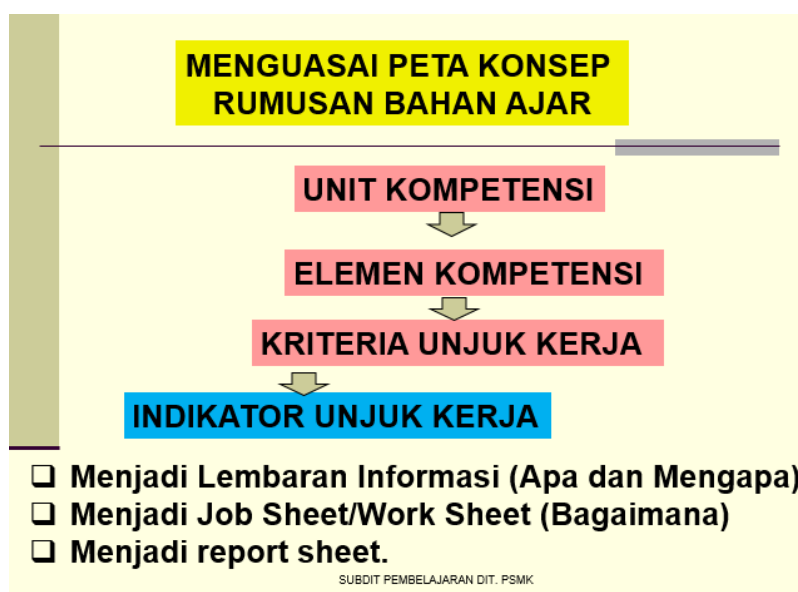 MENGUASAI PETA KONSEP
RUMUSAN BAHAN AJAR
UNIT KOMPETENSI
ELEMEN KOMPETENSI
KRITERIA UNJUK KERJA
INDIKATOR UNJUK KERJA
❑ Menjadi Lembaran Informasi (Apa dan Mengapa)
❑ Menjadi Job Sheet/Work Sheet (Bagaimana)
❑ Menjadi report sheet.
SUBDIT PEMBELAJARAN DIT. PSMK